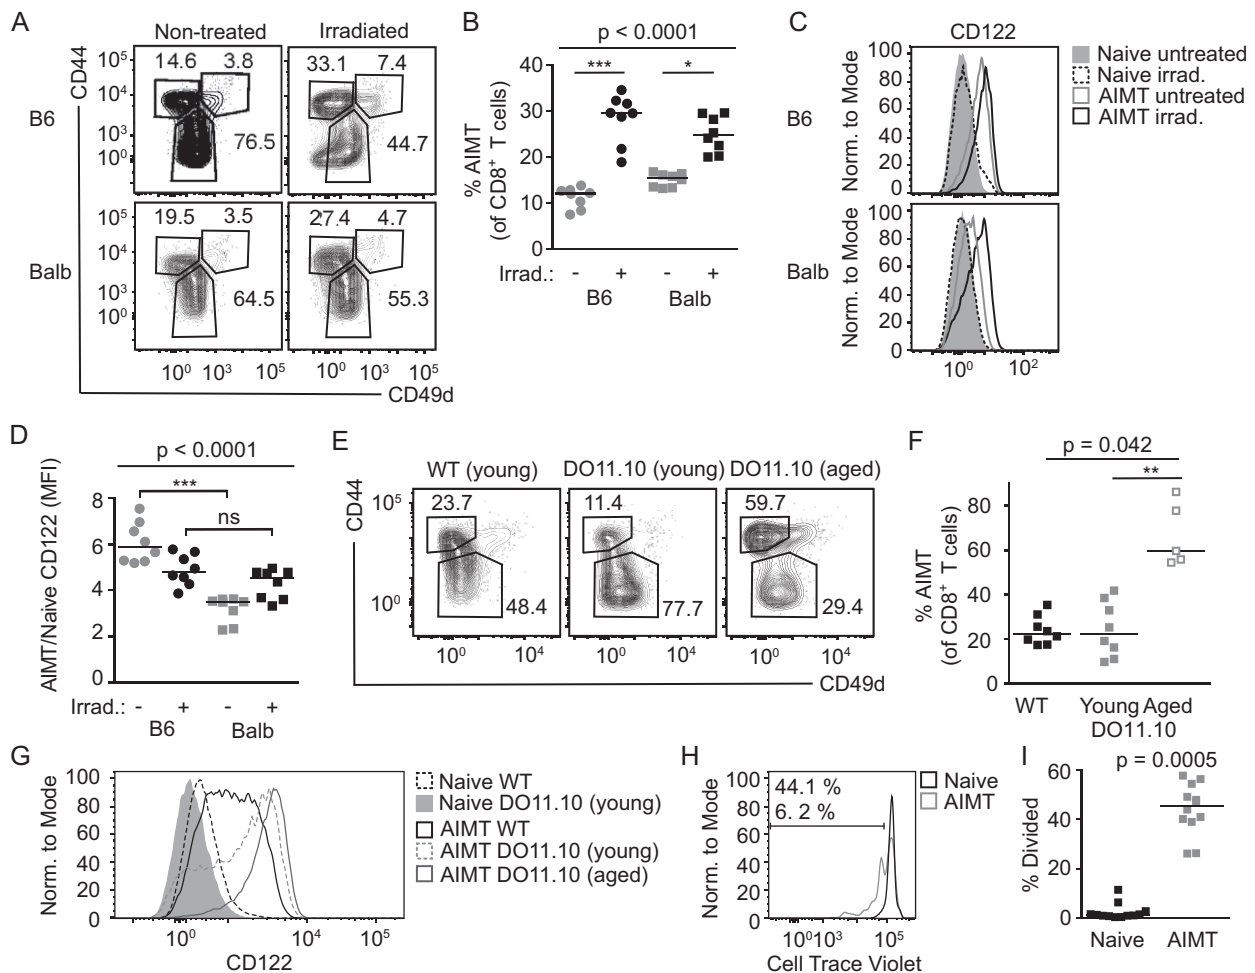 A
Non-treated
Irradiated
CD44
B6
Balb
10⁵
10⁴
10³
10⁰
14.6
3.8
76.5
33.1
7.4
44.7
10⁵
10⁴
10³
10⁰
19.5
3.5
64.5
27.4
4.7
55.3
10⁰ 10³ 10⁵
10⁰ 10³ 10⁵
CD49d
B
p < 0.0001
***
*
% AIMT
(of CD8⁺ T cells)
40
30
20
10
0
Irrad.: - + - +
B6 Balb
C
CD122
B6
Balb
Norm. to Mode
100
80
60
40
20
0
Norm. to Mode
100
80
60
40
20
0
10⁰ 10²
Naive untreated
Naive irrad.
AIMT untreated
AIMT irrad.
D
p < 0.0001
***
ns
AIMT/Naive CD122 (MFI)
8
6
4
2
0
Irrad.: - + - +
B6 Balb
E
WT (young)
DO11.10 (young)
DO11.10 (aged)
CD44
10⁵
10⁰
23.7
48.4
11.4
77.7
59.7
29.4
10⁰ 10⁴
10⁰ 10⁴
10⁰ 10⁴
CD49d
F
p = 0.042
**
% AIMT
(of CD8⁺ T cells)
80
60
40
20
0
WT Young Aged
DO11.10
G
Norm. to Mode
100
80
60
40
20
0
10⁰ 10⁴ 10⁵
CD122
Naive WT
Naive DO11.10 (young)
AIMT WT
AIMT DO11.10 (young)
AIMT DO11.10 (aged)
H
Norm. to Mode
100
80
60
40
20
0
44.1 %
6. 2 %
10⁰10³ 10⁵
Cell Trace Violet
Naive
AIMT
I
p = 0.0005
% Divided
60
40
20
0
Naive AIMT